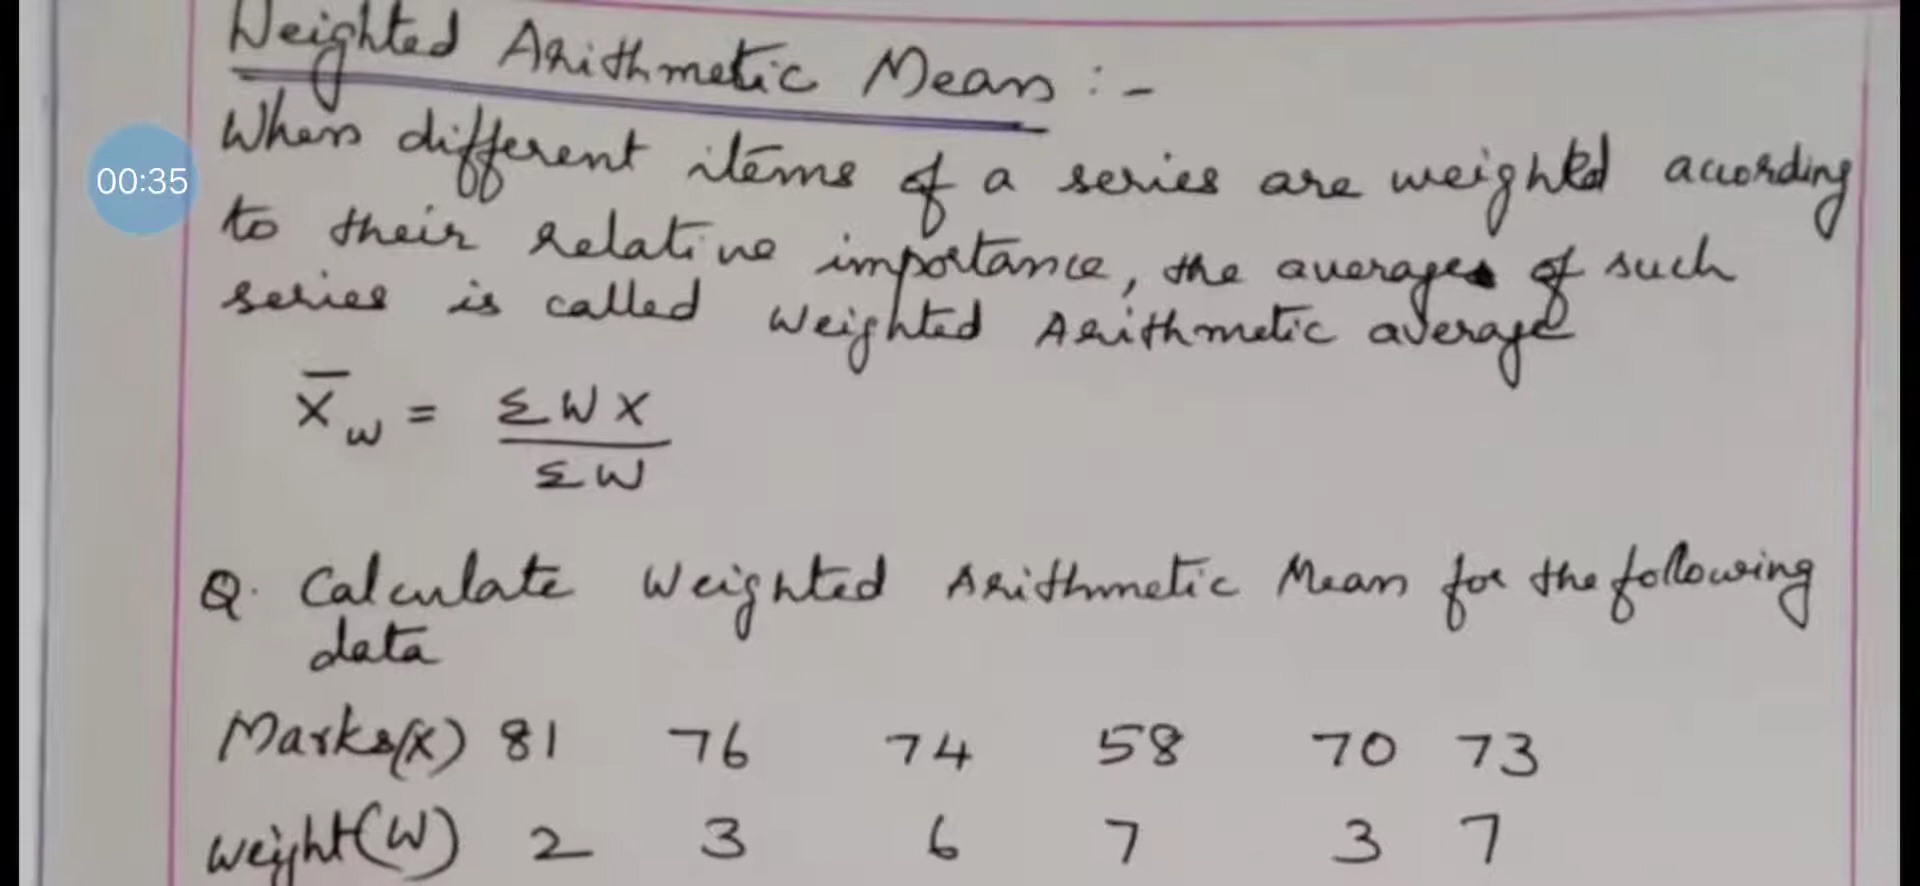 Weighted Arithmetic Mean :-
When different items of a series are weighted according
to their relative importance, the average of such
series is called weighted Arithmetic average
X̄w = ΣWX
ΣW
Q. Calculate Weighted Arithmetic Mean for the following
data
Marks(X) 81 76 74 58 70 73
Weight(W) 2 3 6 7 3 7
00:35